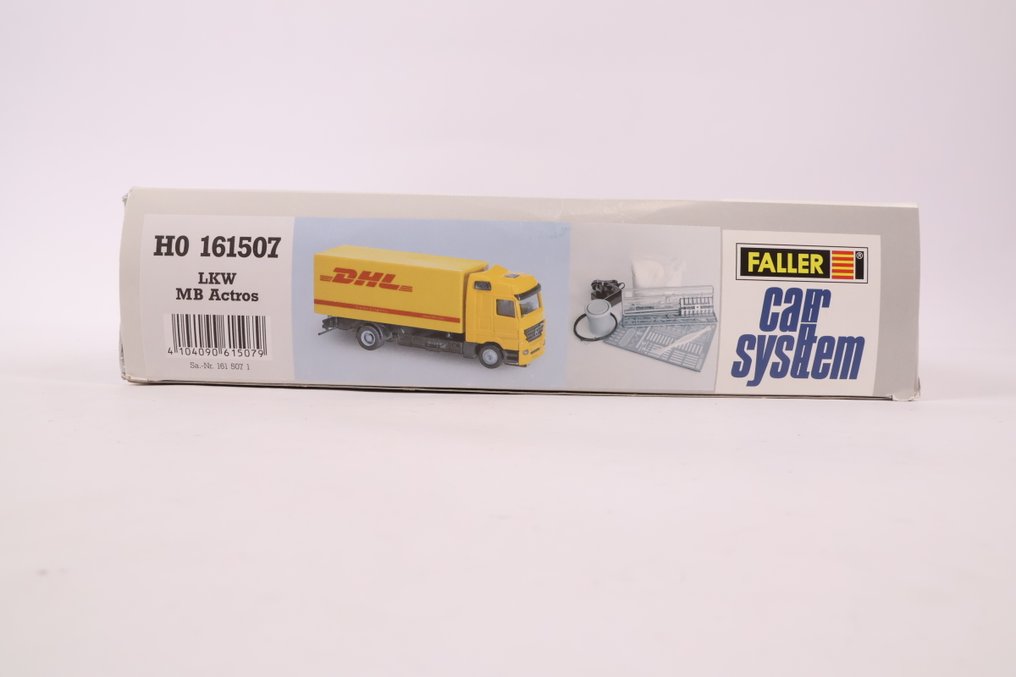 H0 161507
LKW
MB Actros
4 104090 615079
Sa.-Nr. 161 507 1
DHL
FALLER ®
car
system